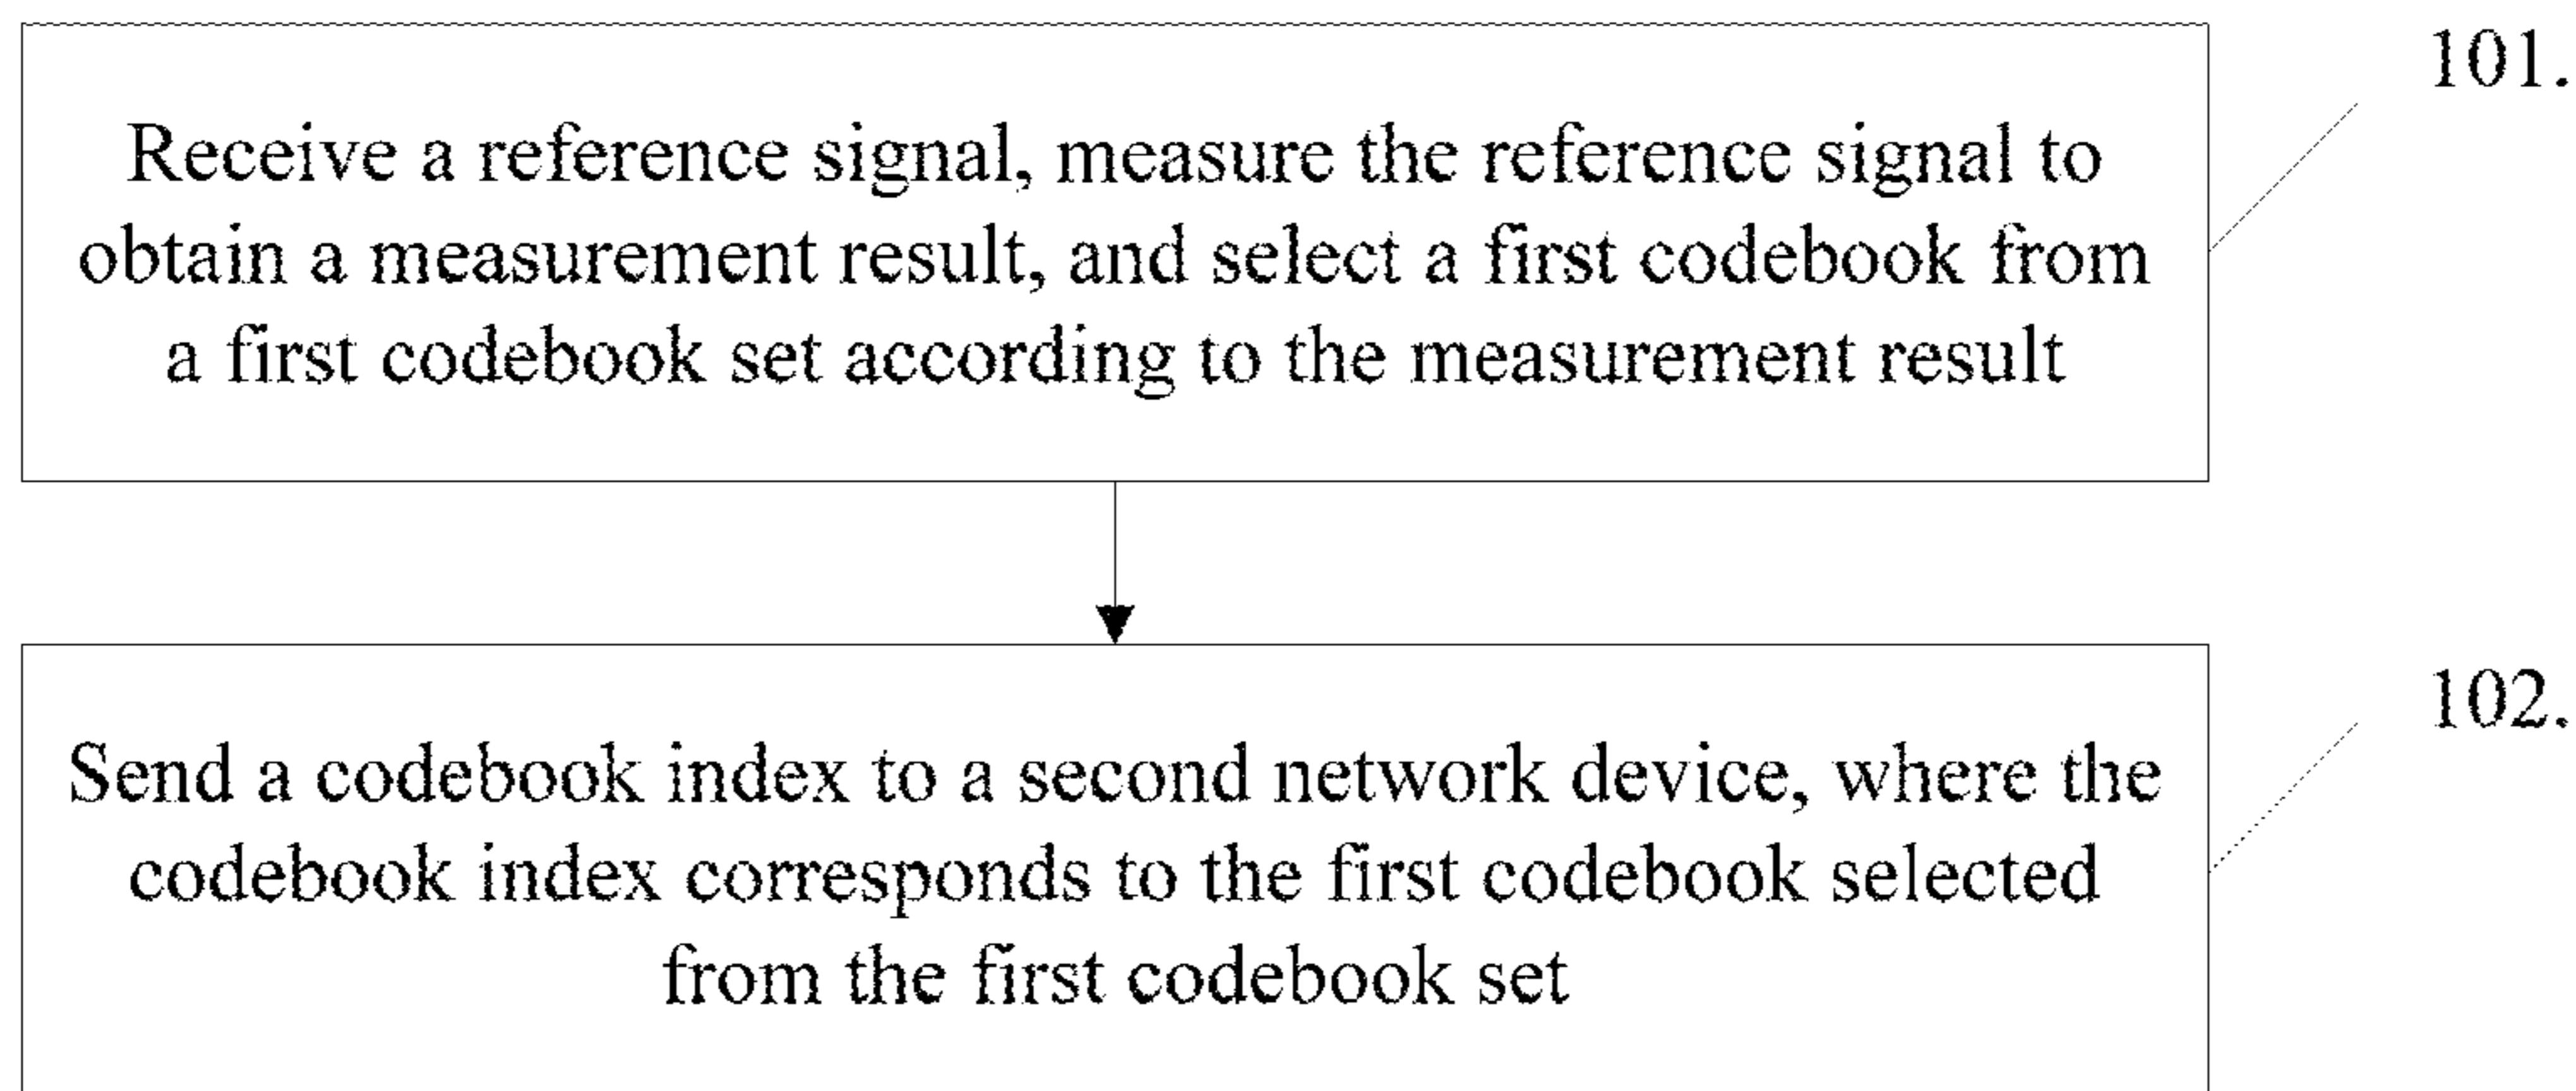 101.
Receive a reference signal, measure the reference signal to
obtain a measurement result, and select a first codebook from
a first codebook set according to the measurement result
102.
Send a codebook index to a second network device, where the
codebook index corresponds to the first codebook selected
from the first codebook set